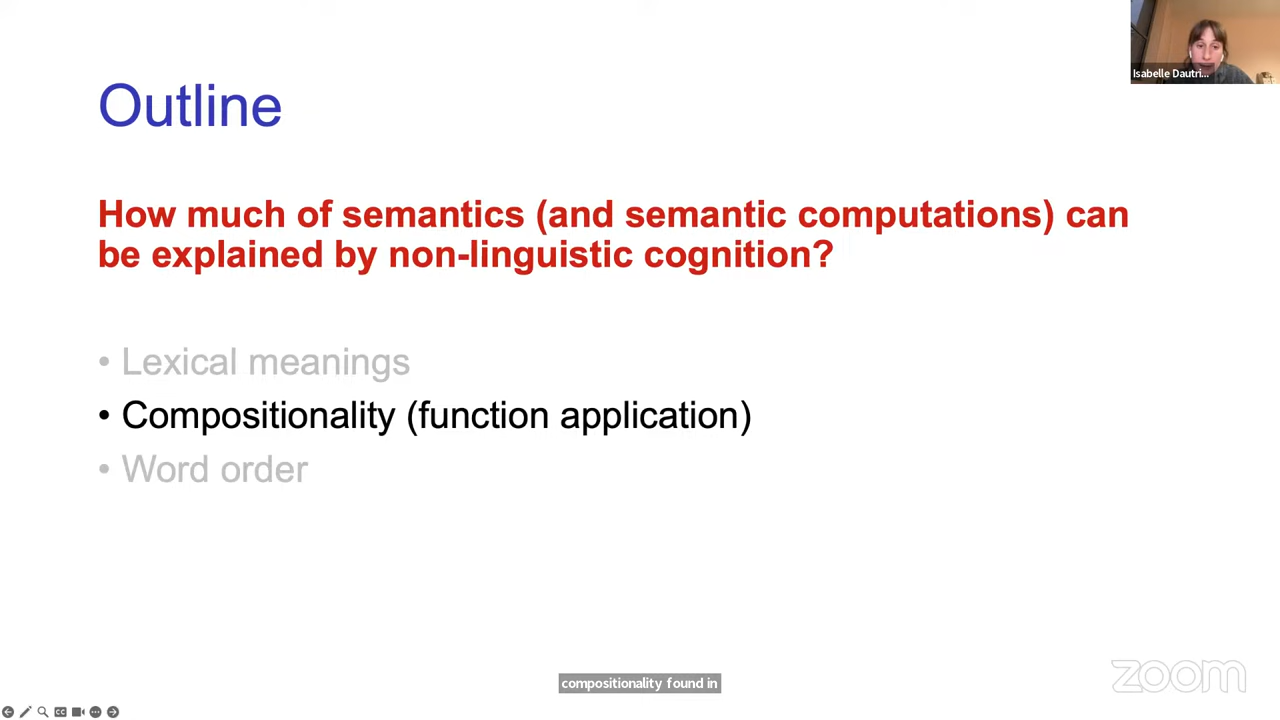 Isabelle Dautri...
Outline
How much of semantics (and semantic computations) can
be explained by non-linguistic cognition?
• Lexical meanings
• Compositionality (function application)
• Word order
compositionality found in
zoom
CC